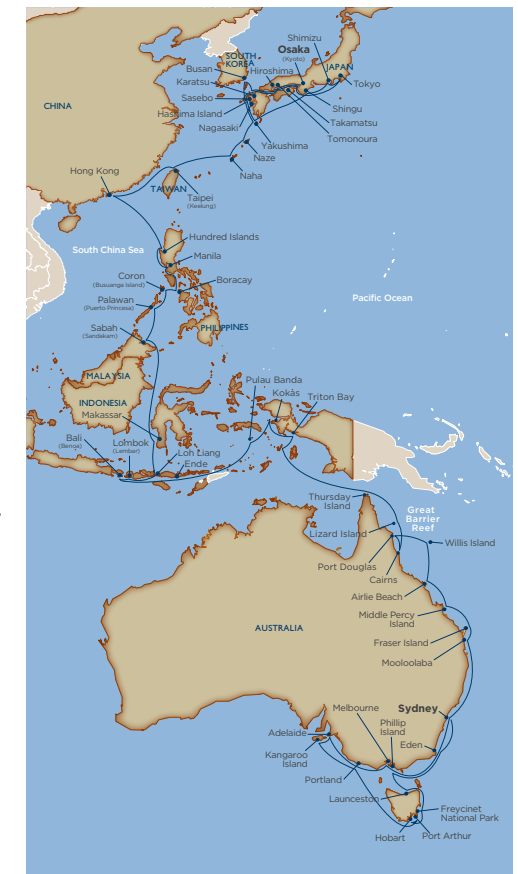 Shimizu
Osaka
(Kyoto)
SOUTH
KOREA
JAPAN
Busan
Hiroshima
Karatsu
Tokyo
Sasebo
CHINA
Shingu
Hashima Island
Takamatsu
Nagasaki
Tomonoura
Yakushima
Naze
Hong Kong
Naha
TAIWAN
Taipei
(Keelung)
Hundred Islands
South China Sea
Manila
Coron
(Busuanga Island)
Boracay
Palawan
(Puerto Princesa)
Pacific Ocean
Sabah
(Sandakam)
PHILIPPINES
MALAYSIA
Pulau Banda
Kokas
Triton Bay
INDONESIA
Makassar
Bali
(Benoa)
Lombok
(Lembar)
Loh Liang
Ende
Thursday
Island
Great
Barrier
Reef
Lizard Island
Willis Island
Port Douglas
Cairns
Airlie Beach
Middle Percy
Island
AUSTRALIA
Fraser Island
Mooloolaba
Melbourne
Sydney
Phillip
Island
Adelaide
Eden
Kangaroo
Island
Portland
Launceston
Freycinet
National Park
Hobart
Port Arthur